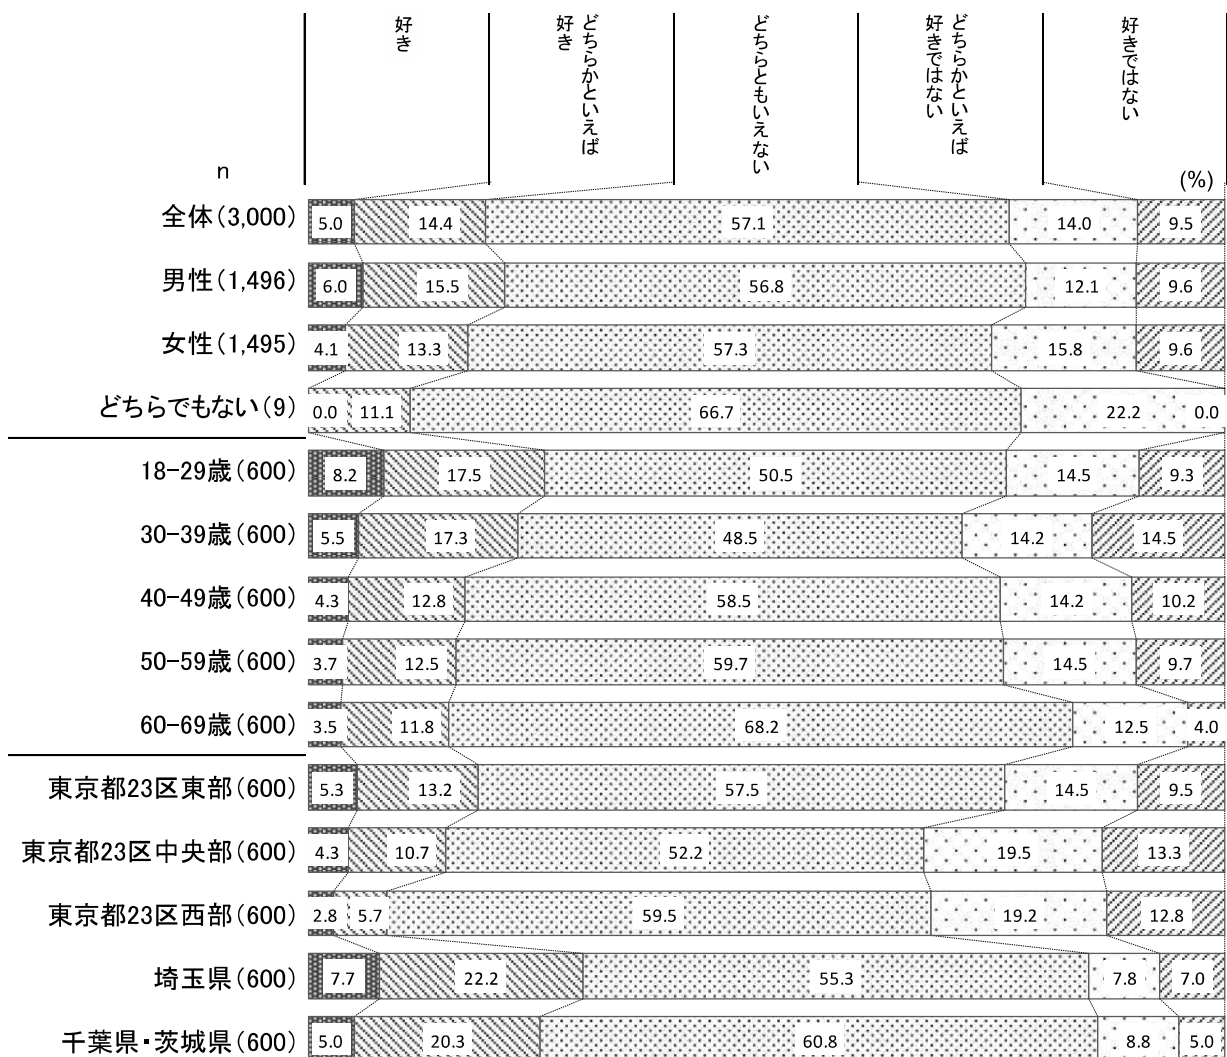 好き
どちらかといえば
好き
どちらともいえない
どちらかといえば
好きではない
好きではない
n
(%)
全体(3,000) 5.0 14.4 57.1 14.0 9.5
男性(1,496) 6.0 15.5 56.8 12.1 9.6
女性(1,495) 4.1 13.3 57.3 15.8 9.6
どちらでもない(9) 0.0 11.1 66.7 22.2 0.0
18-29歳(600) 8.2 17.5 50.5 14.5 9.3
30-39歳(600) 5.5 17.3 48.5 14.2 14.5
40-49歳(600) 4.3 12.8 58.5 14.2 10.2
50-59歳(600) 3.7 12.5 59.7 14.5 9.7
60-69歳(600) 3.5 11.8 68.2 12.5 4.0
東京都23区東部(600) 5.3 13.2 57.5 14.5 9.5
東京都23区中央部(600) 4.3 10.7 52.2 19.5 13.3
東京都23区西部(600) 2.8 5.7 59.5 19.2 12.8
埼玉県(600) 7.7 22.2 55.3 7.8 7.0
千葉県・茨城県(600) 5.0 20.3 60.8 8.8 5.0